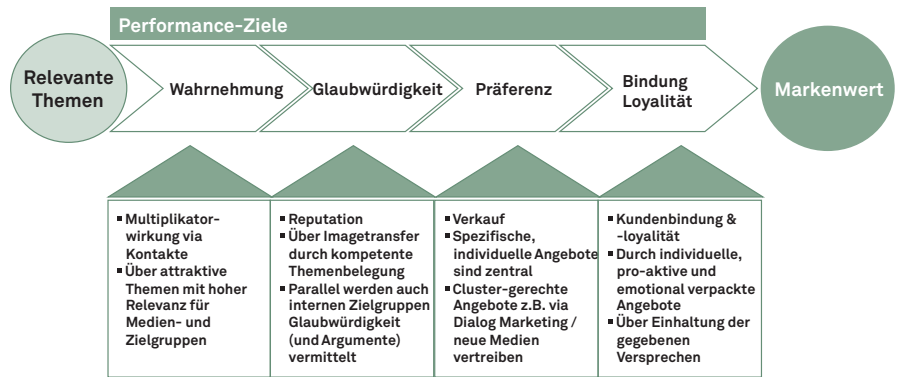 Performance-Ziele
Relevante
Themen
Wahrnehmung
Glaubwürdigkeit
Präferenz
Bindung
Loyalität
Markenwert
▪ Multiplikator-
wirkung via
Kontakte
▪ Über attraktive
Themen mit hoher
Relevanz für
Medien- und
Zielgruppen
▪ Reputation
▪ Über Imagetransfer
durch kompetente
Themenbelegung
▪ Parallel werden auch
internen Zielgruppen
Glaubwürdigkeit
(und Argumente)
vermittelt
▪ Verkauf
▪ Spezifische,
individuelle Angebote
sind zentral
▪ Cluster-gerechte
Angebote z.B. via
Dialog Marketing /
neue Medien
vertreiben
▪ Kundenbindung &
-loyalität
▪ Durch individuelle,
pro-aktive und
emotional verpackte
Angebote
▪ Über Einhaltung der
gegebenen
Versprechen